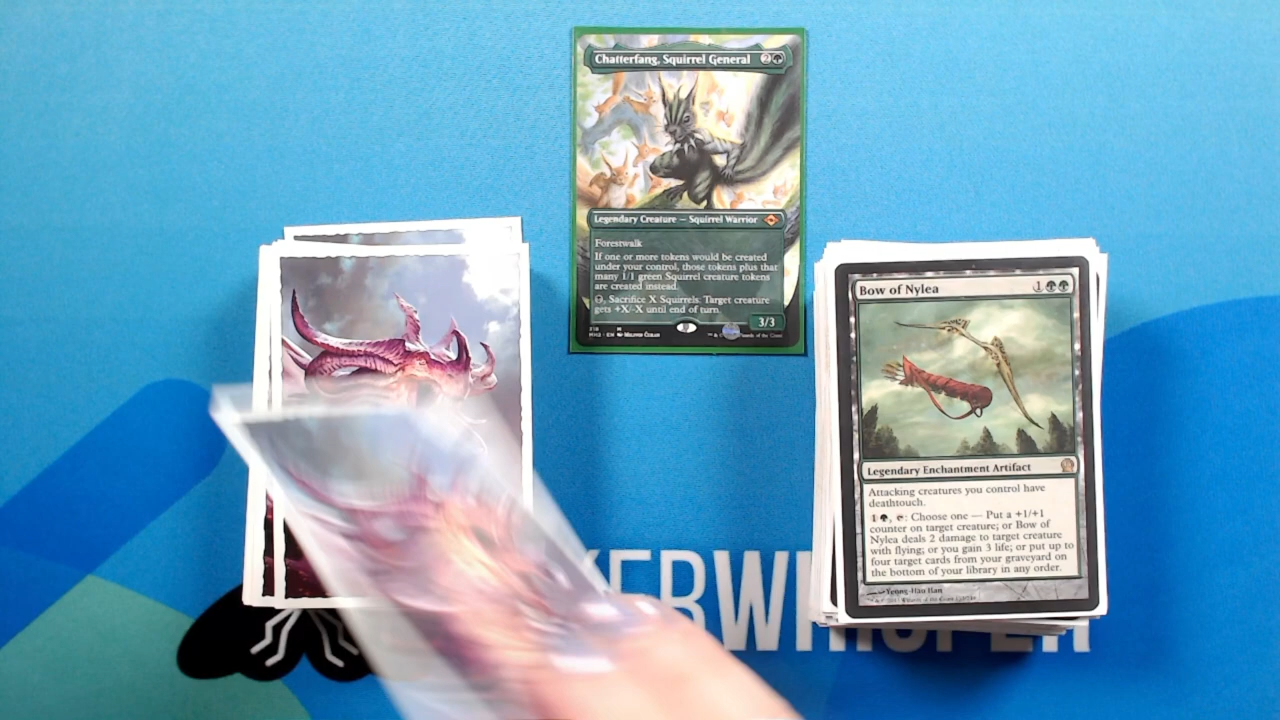 Chatterfang, Squirrel General 2
Legendary Creature — Squirrel Warrior
Forestwalk
If one or more tokens would be created
under your control, those tokens plus that
many 1/1 green Squirrel creature tokens
are created instead.
, Sacrifice X Squirrels: Target creature
gets +X/-X until end of turn.
3/3
Bow of Nylea 1
Legendary Enchantment Artifact
Attacking creatures you control have
deathtouch.
1 , : Choose one — Put a +1/+1
counter on target creature; or Bow of
Nylea deals 2 damage to target creature
with flying; or you gain 3 life; or put up to
four target cards from your graveyard on
the bottom of your library in any order.
Yeong-Hao Han